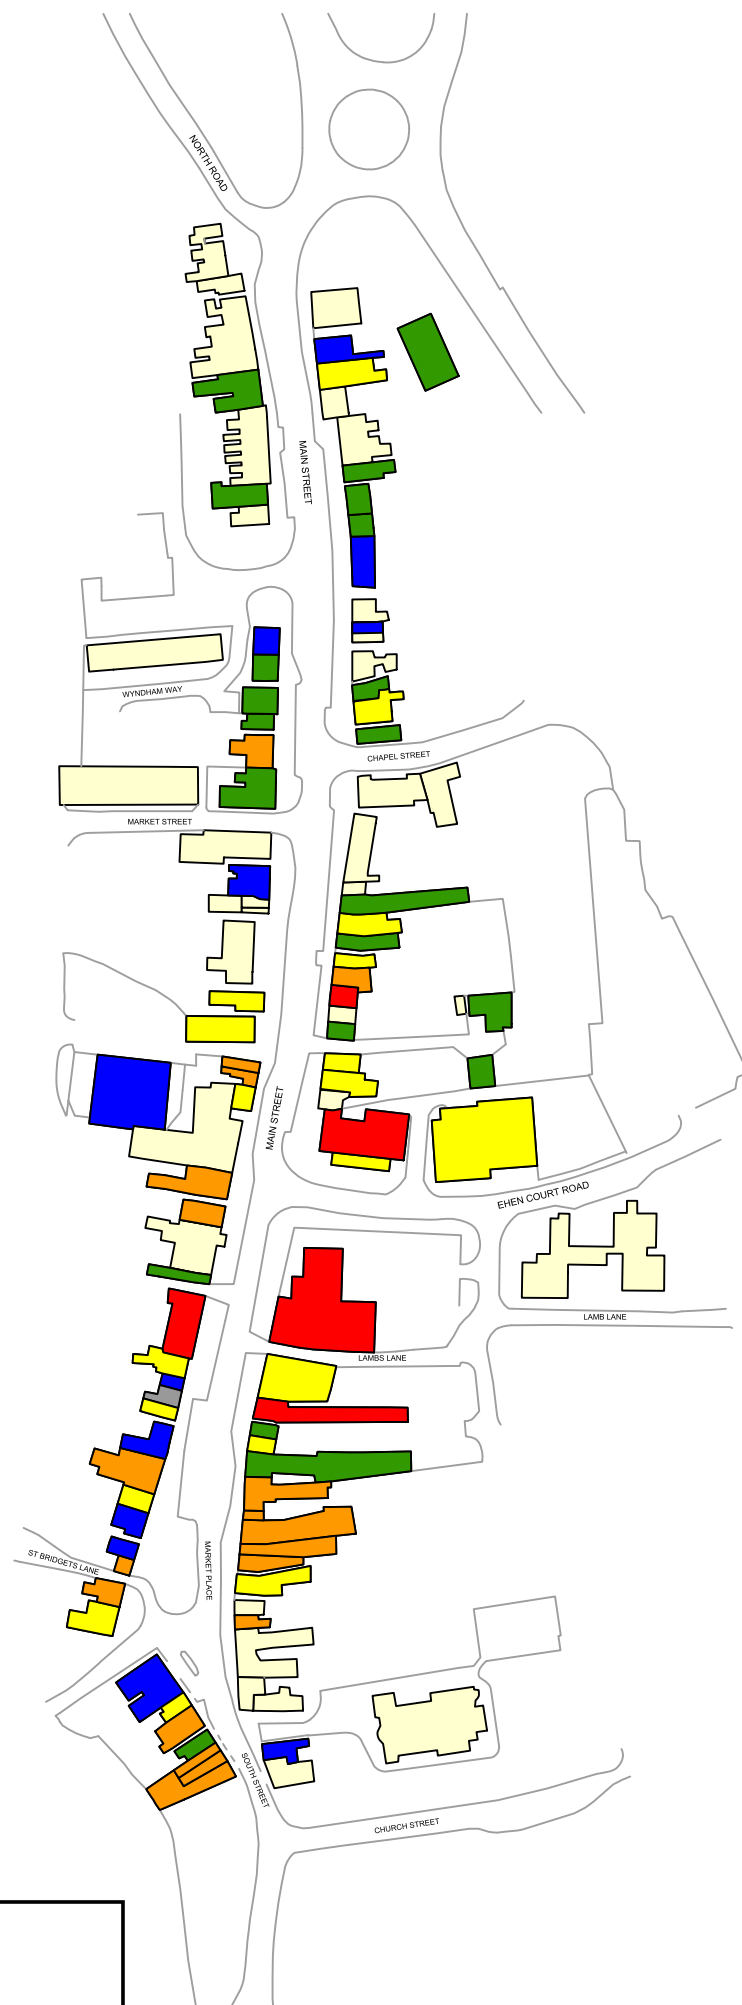 NORTH ROAD
MAIN STREET
WYNDHAM WAY
CHAPEL STREET
MARKET STREET
MAIN STREET
EHEN COURT ROAD
LAMB LANE
LAMBS LANE
MARKET PLACE
ST BRIDGETS LANE
SOUTH STREET
CHURCH STREET